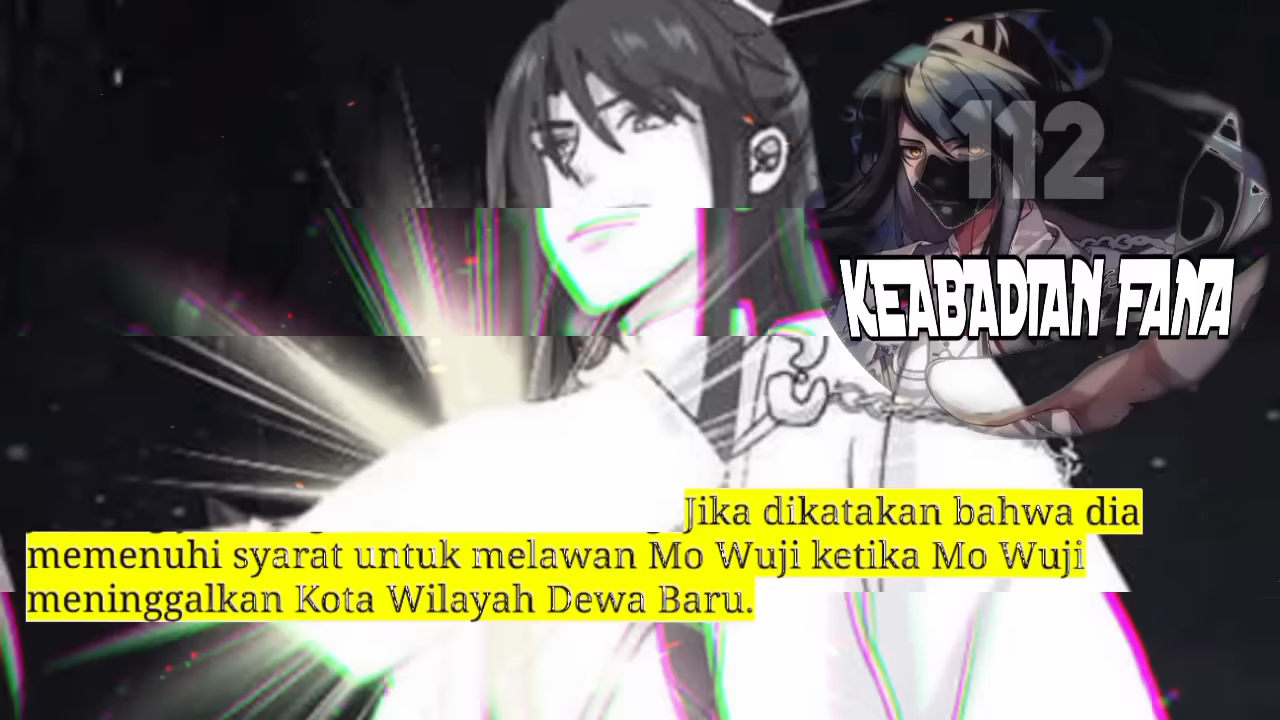 112
KEABADIAN FANA
Jika dikatakan bahwa dia
memenuhi syarat untuk melawan Mo Wuji ketika Mo Wuji
meninggalkan Kota Wilayah Dewa Baru.